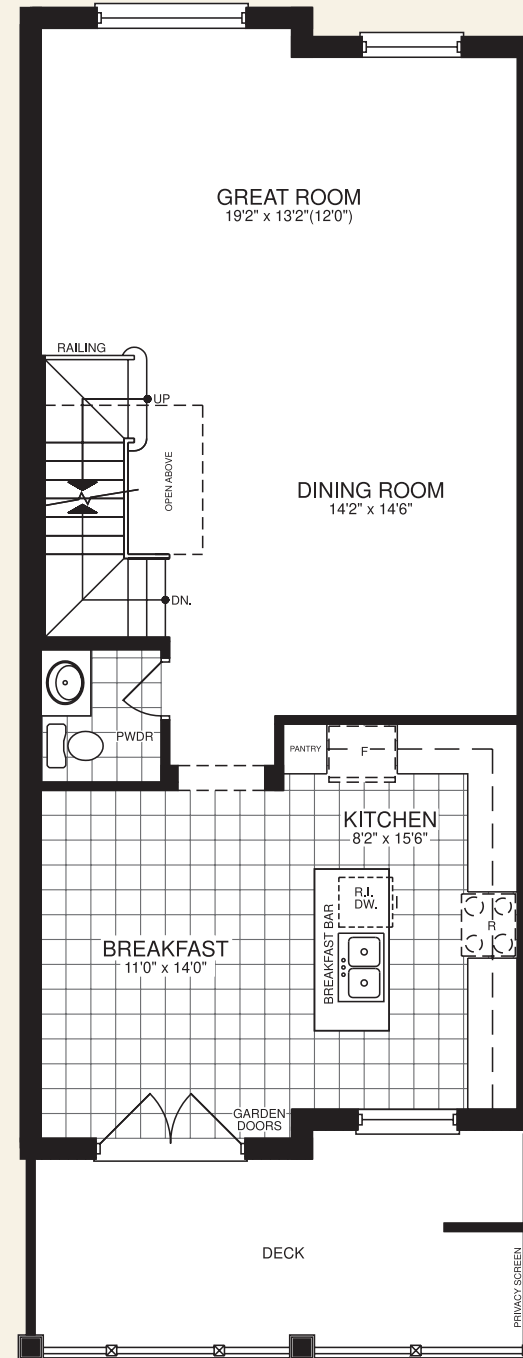 GREAT ROOM
19'2" x 13'2"(12'0")
RAILING
UP
OPEN ABOVE
DINING ROOM
14'2" x 14'6"
DN.
PWDR
PANTRY
F
KITCHEN
8'2" x 15'6"
R.I.
DW.
BREAKFAST BAR
R
BREAKFAST
11'0" x 14'0"
GARDEN
DOORS
DECK
PRIVACY SCREEN